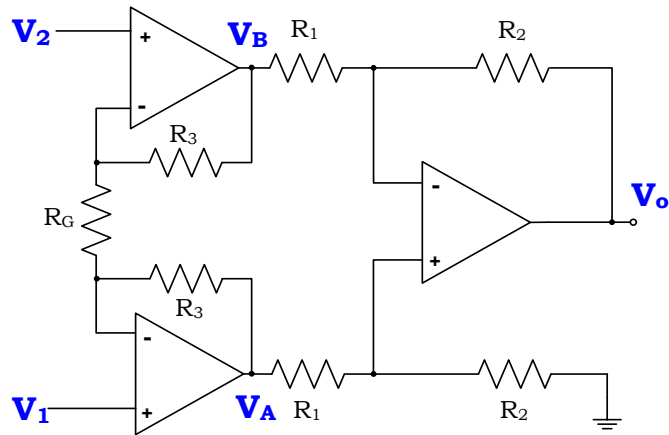 V2 + VB R1 R2
-
R3
RG
-
Vo
+
R3
-
V1 + VA R1 R2